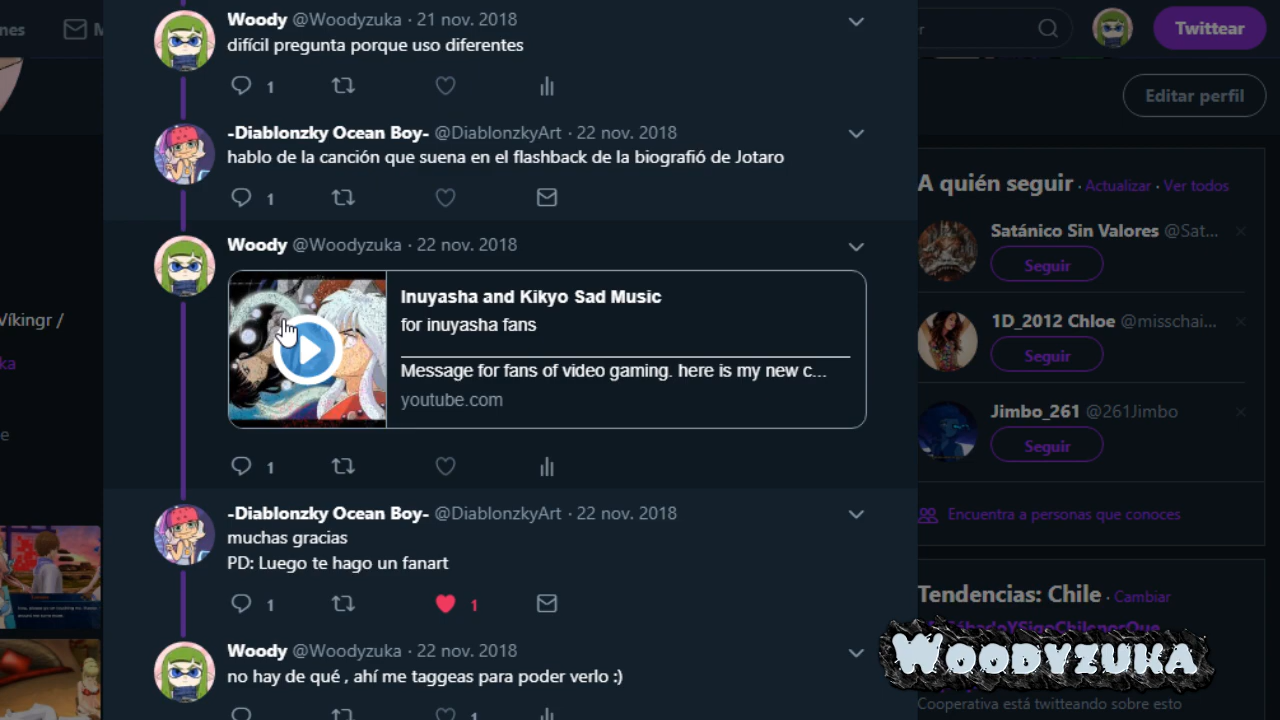 Woody @Woodyzuka · 21 nov. 2018
difícil pregunta porque uso diferentes
1
-Diablonzky Ocean Boy- @DiablonzkyArt · 22 nov. 2018
hablo de la canción que suena en el flashback de la biografió de Jotaro
1
Woody @Woodyzuka · 22 nov. 2018
Inuyasha and Kikyo Sad Music
for inuyasha fans
Message for fans of video gaming. here is my new c...
youtube.com
1
-Diablonzky Ocean Boy- @DiablonzkyArt · 22 nov. 2018
muchas gracias
PD: Luego te hago un fanart
1 1
Woody @Woodyzuka · 22 nov. 2018
no hay de qué , ahí me taggeas para poder verlo :)
1
nes M
Víkingr /
ka
e
r
Twittear
Editar perfil
A quién seguir · Actualizar · Ver todos
Satánico Sin Valores @Sat...
Seguir
1D_2012 Chloe @misschai...
Seguir
Jimbo_261 @261Jimbo
Seguir
Encuentra a personas que conoces
Tendencias: Chile · Cambiar
WOODYZUKA
Cooperativa está twitteando sobre esto